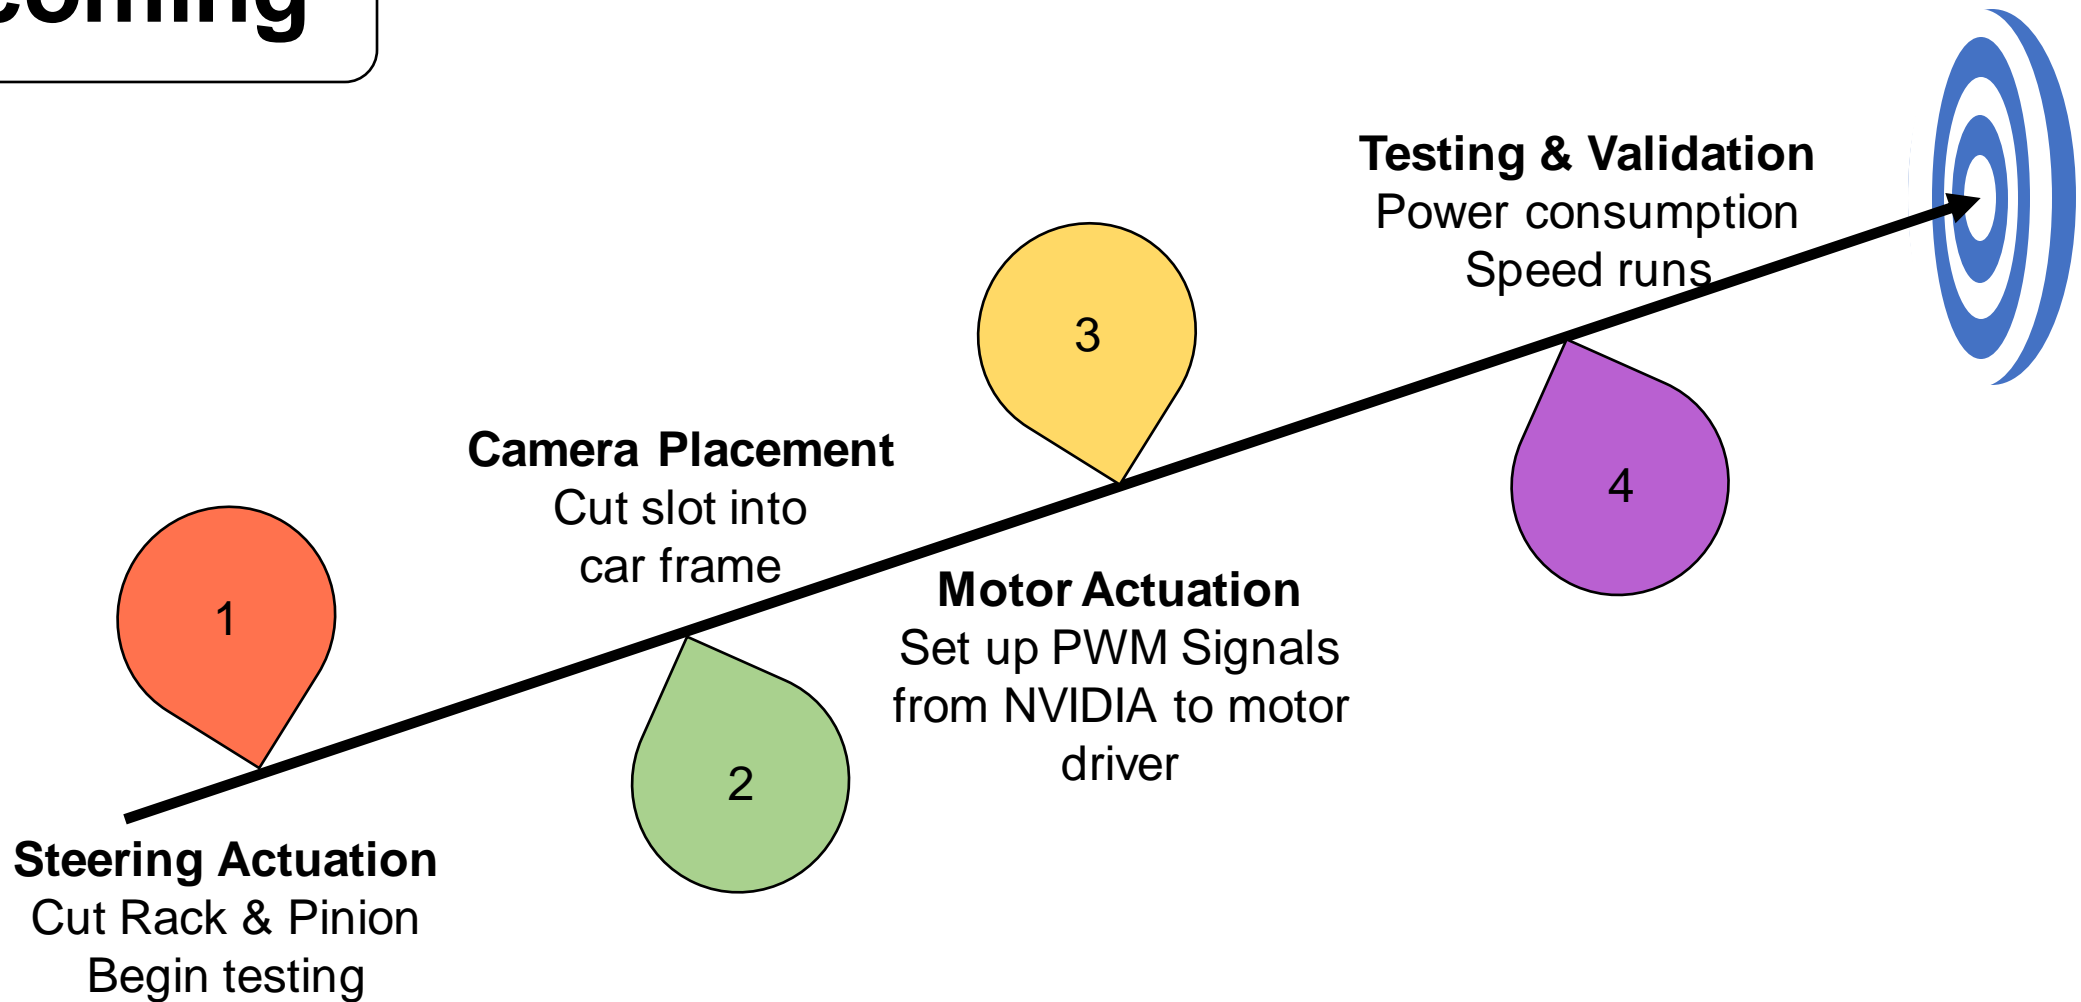 coming
1
Steering Actuation
Cut Rack & Pinion
Begin testing
2
Camera Placement
Cut slot into
car frame
3
Motor Actuation
Set up PWM Signals
from NVIDIA to motor
driver
4
Testing & Validation
Power consumption
Speed runs